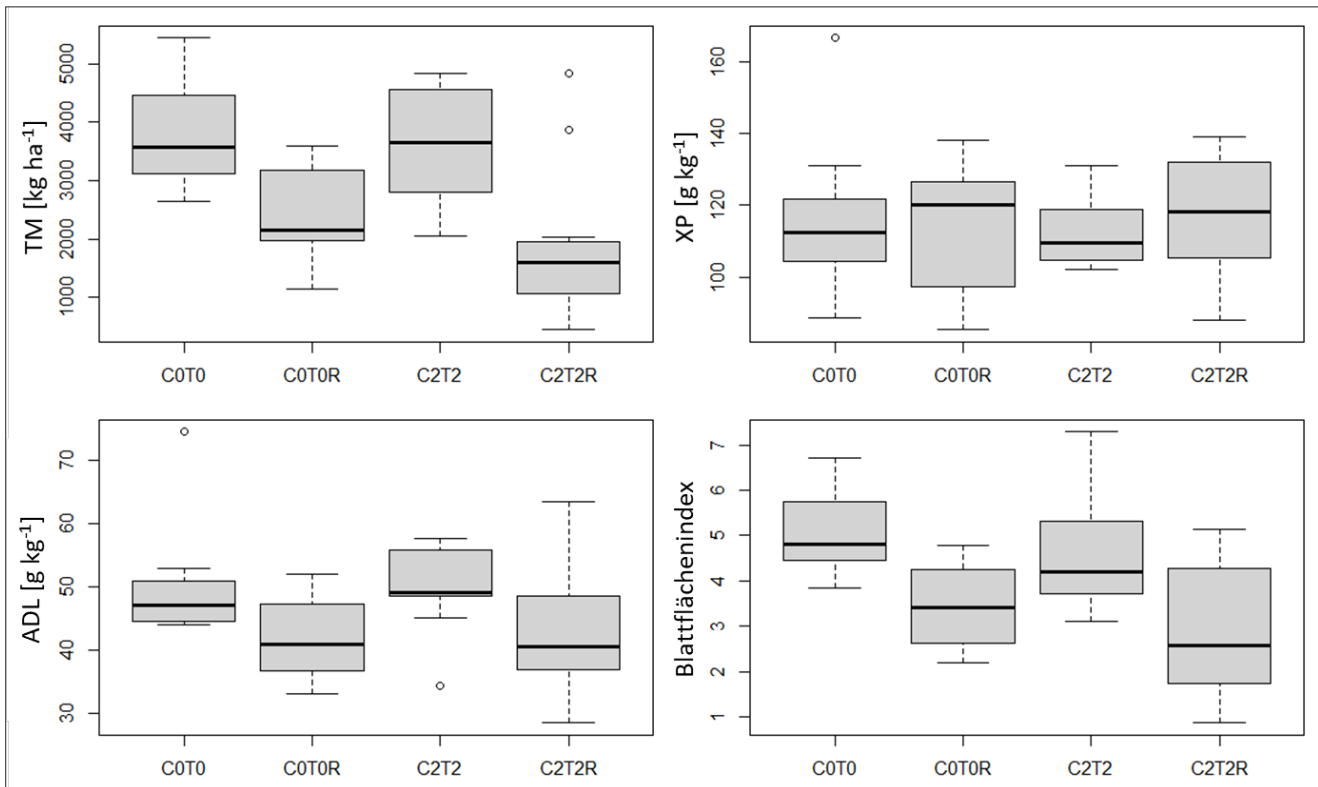 TM [kg ha⁻¹]
5000
4000
3000
2000
1000
C0T0 C0T0R C2T2 C2T2R
XP [g kg⁻¹]
160
140
120
100
C0T0 C0T0R C2T2 C2T2R
ADL [g kg⁻¹]
70
60
50
40
30
C0T0 C0T0R C2T2 C2T2R
Blattflächenindex
7
6
5
4
3
2
1
C0T0 C0T0R C2T2 C2T2R